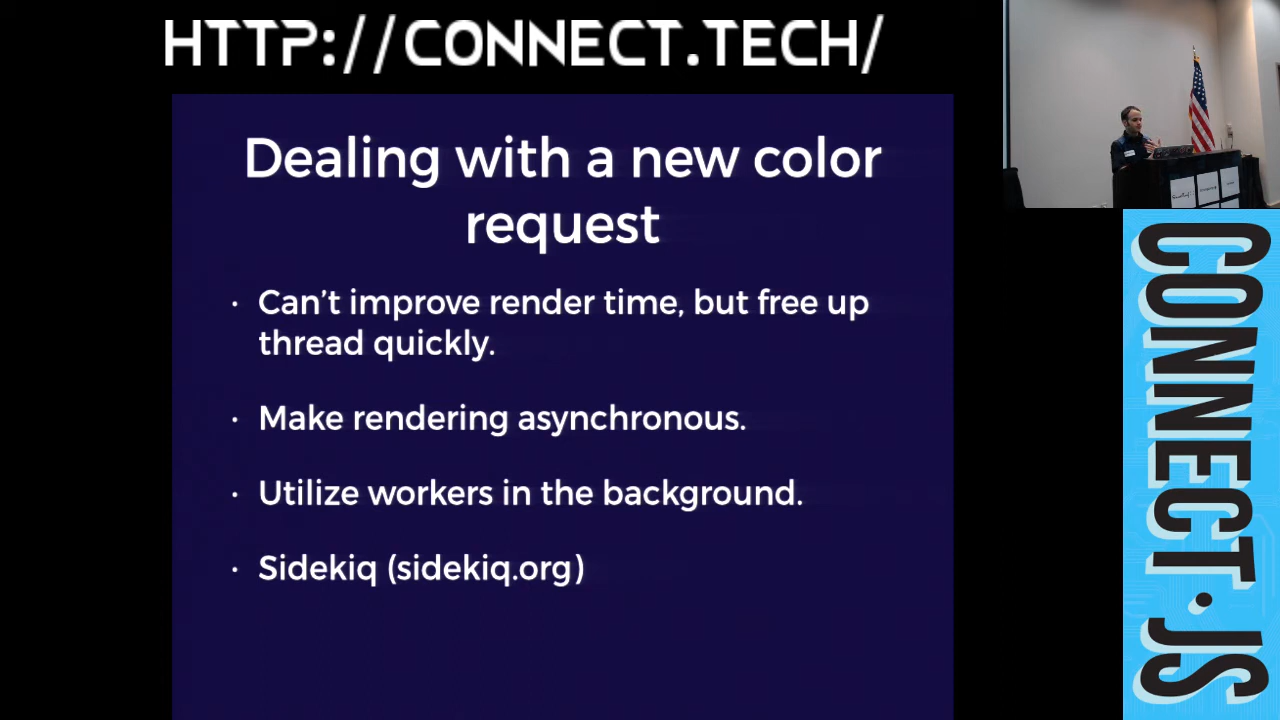 HTTP://CONNECT.TECH/
Dealing with a new color
request
· Can’t improve render time, but free up
thread quickly.
· Make rendering asynchronous.
· Utilize workers in the background.
· Sidekiq (sidekiq.org)
CONNECT·JS